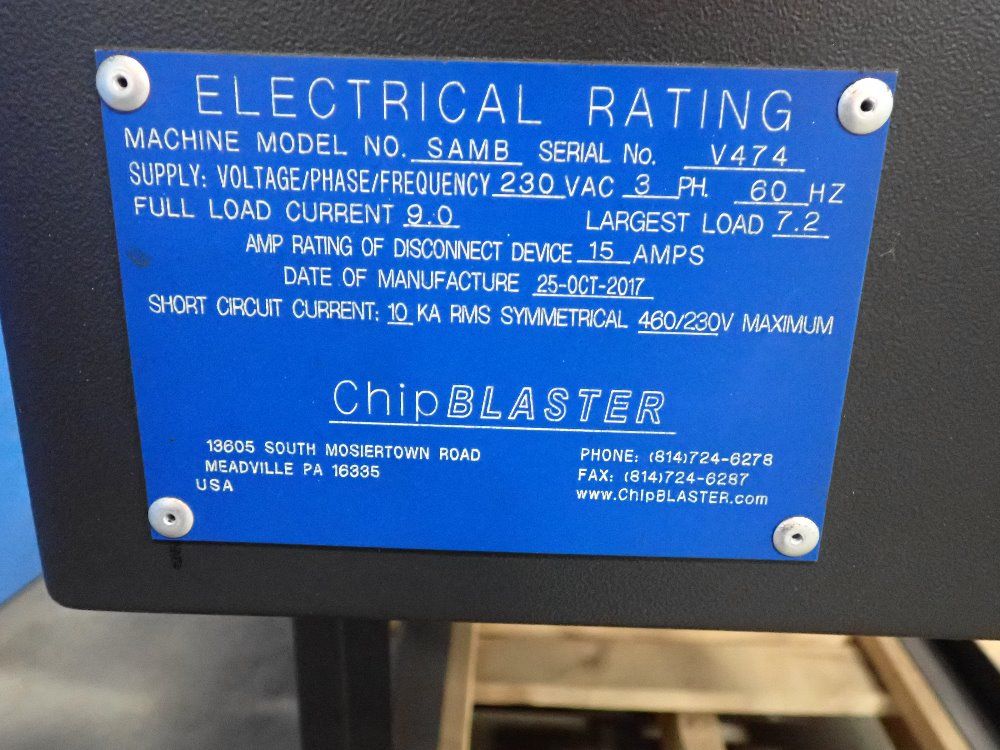 ELECTRICAL RATING
MACHINE MODEL NO. SAMB SERIAL No. V474
SUPPLY: VOLTAGE/PHASE/FREQUENCY 230 VAC 3 PH. 60 HZ
FULL LOAD CURRENT 9.0 LARGEST LOAD 7.2
AMP RATING OF DISCONNECT DEVICE 15 AMPS
DATE OF MANUFACTURE 25-OCT-2017
SHORT CIRCUIT CURRENT: 10 KA RMS SYMMETRICAL 460/230V MAXIMUM
ChipBLASTER
13605 SOUTH MOSIERTOWN ROAD
MEADVILLE PA 16335
USA
PHONE: (814)724-6278
FAX: (814)724-6287
www.ChipBLASTER.com